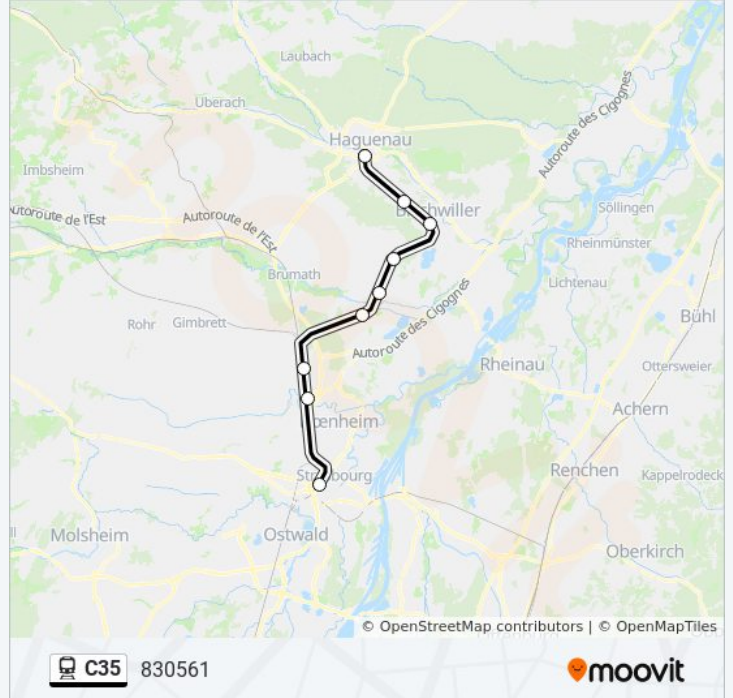 Laubach
Uberach
Haguenau
Autoroute des Cigognes
Imbsheim
Autoroute de l'Est
Autoroute de l'Est
Söllingen
Rheinmünster
Brumath
Lichtenau
Rohr
Gimbrett
Bühl
Autoroute des Cigognes
Rheinau
Ottersweier
Achern
Renchen
Kappelrodeck
Molsheim
Ostwald
Oberkirch
© OpenStreetMap contributors | © OpenMapTiles
C35 830561
moovit